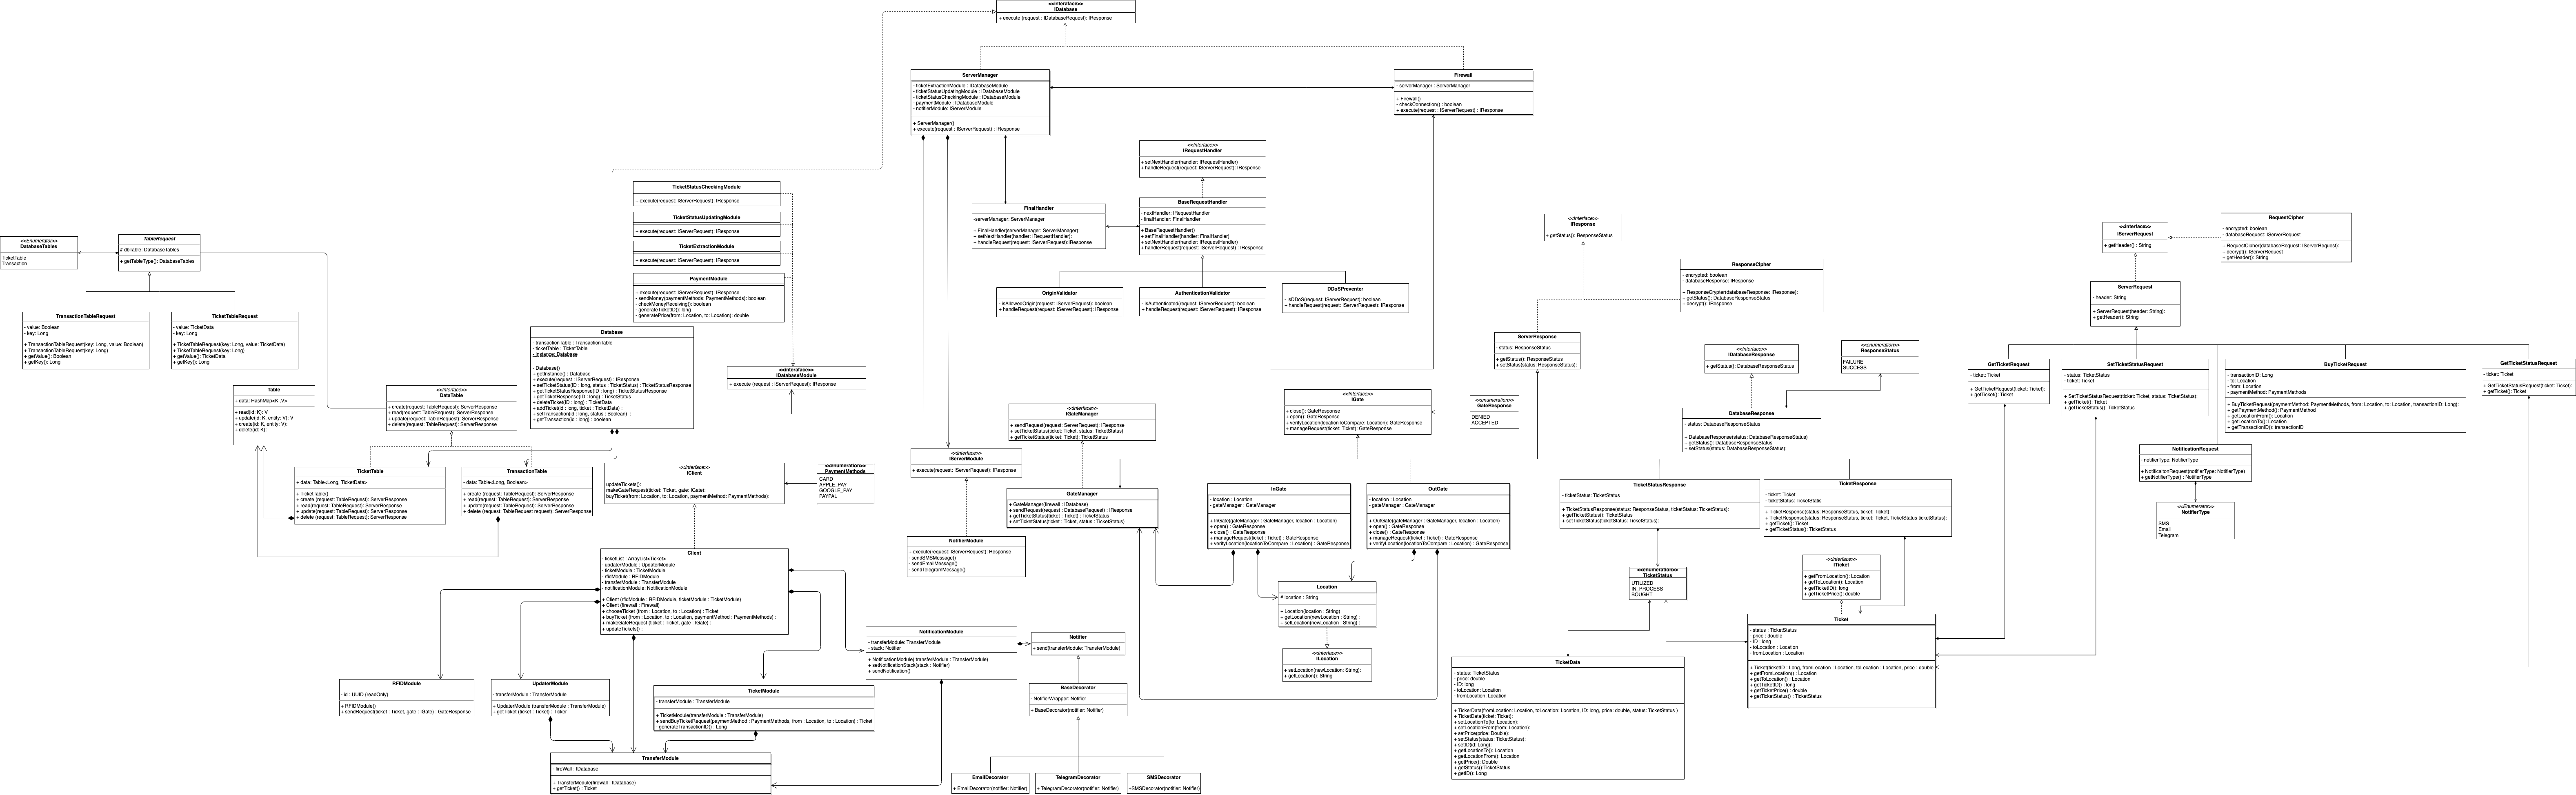 <<Interaface>>
IDatabase
+ execute (request : IDatabaseRequest): IResponse
ServerManager
- ticketExtractionModule : IDatabaseModule
- ticketStatusUpdatingModule : IDatabaseModule
- ticketStatusCheckingModule : IDatabaseModule
- paymentModule : IDatabaseModule
- notifierModule: IServerModule
+ ServerManager()
+ execute(request : IServerRequest) : IResponse
Firewall
- serverManager : ServerManager
+ Firewall()
- checkConnection() : boolean
+ execute(request : IServerRequest) : IResponse
<<Interface>>
IRequestHandler
+ setNextHandler(handler: IRequestHandler)
+ handleRequest(request: IServerRequest): IResponse
TicketStatusCheckingModule
+ execute(request: IServerRequest): IResponse
TicketStatusUpdatingModule
+ execute(request: IServerRequest): IResponse
TicketExtractionModule
+ execute(request: IServerRequest): IResponse
PaymentModule
+ execute(request: IServerRequest): IResponse
- sendMoney(paymentMethods: PaymentMethods): boolean
- checkMoneyReceiving(): boolean
- generateTicketID(): long
- generatePrice(from: Location, to: Location): double
FinalHandler
-serverManager: ServerManager
+ FinalHandler(serverManager: ServerManager):
+ setNextHandler(handler: IRequestHandler):
+ handleRequest(request: IServerRequest):IResponse
BaseRequestHandler
- nextHandler: IRequestHandler
- finalHandler: FinalHandler
+ BaseRequestHandler()
+ setFinalHandler(handler: FinalHandler)
+ setNextHandler(handler: IRequestHandler)
+ handlerRequest(request: IServerRequest) : IResponse
OriginValidator
- isAllowedOrigin(request: IServerRequest): boolean
+ handleRequest(request: IServerRequest): IResponse
AuthenticationValidator
- isAuthenticated(request: IServerRequest): boolean
+ handleRequest(request: IServerRequest): IResponse
DDoSPreventer
- isDDoS(request: IServerRequest): boolean
+ handleRequest(request: IServerRequest): IResponse
<<Enumerator>>
DatabaseTables
TicketTable
Transaction
TableRequest
# dbTable: DatabaseTables
+ getTableType(): DatabaseTables
TransactionTableRequest
- value: Boolean
- key: Long
+ TransactionTableRequest(key: Long, value: Boolean)
+ TransactionTableRequest(key: Long)
+ getValue(): Boolean
+ getKey(): Long
TicketTableRequest
- value: TicketData
- key: Long
+ TicketTableRequest(key: Long, value: TicketData)
+ TicketTableRequest(key: Long)
+ getValue(): TicketData
+ getKey(): Long
Database
- transactionTable : TransactionTable
- ticketTable : TicketTable
- instance: Database
- Database()
+ getInstance() : Database
+ execute(request : IServerRequest) : IResponse
+ setTicketStatus(ID : long, status : TicketStatus) : TicketStatusResponse
+ getTicketStatusResponse(ID : long) : TicketStatusResponse
+ getTicketResponse(ID : long) : TicketStatus
+ deleteTicket(ID : long) : TicketData
+ addTicket(id : long, ticket : TicketData) :
+ setTransaction(id : long, status : Boolean) :
+ getTransaction(id : long) : boolean
<<Interaface>>
IDatabaseModule
+ execute (request : IServerRequest) : IResponse
Table
+ data: HashMap<K ,V>
+ read(id: K): V
+ update(id: K, entity: V): V
+ create(id: K, entity: V):
+ delete(id: K):
<<Interface>>
DataTable
+ create(request: TableRequest): ServerResponse
+ read(request: TableRequest): ServerResponse
+ update(request: TableRequest): ServerResponse
+ delete(request: TableRequest): ServerResponse
TicketTable
+ data: Table<Long, TicketData>
+ TicketTable()
+ create (request: TableRequest): ServerResponse
+ read(request: TableRequest): ServerResponse
+ update(request: TableRequest): ServerResponse
+ delete (request: TableRequest): ServerResponse
TransactionTable
- data: Table<Long, Boolean>
+ create (request: TableRequest): ServerResponse
+ read(request: TableRequest): ServerResponse
+ update(request: TableRequest): ServerResponse
+ delete (request: TableRequest request): ServerResponse
<<Interface>>
IClient
updateTickets():
makeGateRequest(ticket: Ticket, gate: IGate):
buyTicket(from: Location, to: Location, paymentMethod: PaymentMethods):
<<enumeration>>
PaymentMethods
CARD
APPLE_PAY
GOOGLE_PAY
PAYPAL
<<Interface>>
IServerModule
+ execute(request: IServerRequest): IResponse
NotifierModule
+ execute(request: IServerRequest): Response
- sendSMSMessage()
- sendEmailMessage()
- sendTelegramMessage()
<<Interface>>
IGateManager
+ sendRequest(request: ServerRequest): IResponse
+ setTicketStatus(ticket: Ticket, status: TicketStatus)
+ getTicketStatus(ticket: Ticket): TicketStatus
GateManager
+ GateManager(firewall : IDatabase)
+ sendRequest(request : DatabaseRequest) : IResponse
+ getTicketStatus(ticket : Ticket) : TicketStatus
+ setTicketStatus(ticket : Ticket, status : TicketStatus)
<<Interface>>
IGate
+ close(): GateResponse
+ open(): GateResponse
+ verifyLocation(locationToCompare : Location): GateResponse
+ manageRequest(ticket : Ticket): GateResponse
<<enumeration>>
GateResponse
DENIED
ACCEPTED
InGate
- location : Location
- gateManager : GateManager
+ InGate(gateManager : GateManager, location : Location)
+ open() : GateResponse
+ close() : GateResponse
+ manageRequest(ticket : Ticket) : GateResponse
+ verifyLocation(locationToCompare : Location) : GateResponse
OutGate
- location : Location
- gateManager : GateManager
+ OutGate(gateManager : GateManager, location : Location)
+ open() : GateResponse
+ close() : GateResponse
+ manageRequest(ticket : Ticket) : GateResponse
+ verifyLocation(locationToCompare : Location) : GateResponse
Location
# location : String
+ Location(location : String)
+ getLocation(newLocation : String) :
+ setLocation(newLocation : String) :
<<Interface>>
ILocation
+ setLocation(newLocation: String):
+ getLocation(): String
Client
- ticketList : ArrayList<Ticket>
- updaterModule : UpdaterModule
- ticketModule : TicketModule
- rfidModule : RFIDModule
- transferModule : TransferModule
- notificationModule: NotificationModule
+ Client (rfidModule : RFIDModule, ticketModule : TicketModule)
+ Client (firewall : Firewall)
+ chooseTicket (from : Location, to : Location) : Ticket
+ buyTicket (from : Location, to : Location, paymentMethod : PaymentMethods) :
+ makeGateRequest (ticket : Ticket, gate : IGate) :
+ updateTickets() :
RFIDModule
- id : UUID {readOnly}
+ RFIDModule()
+ sendRequest(ticket : Ticket, gate : IGate) : GateResponse
UpdaterModule
- transferModule : TransferModule
+ UpdaterModule (transferModule : TransferModule)
+ getTicket (ticket : Ticket) : Ticker
TicketModule
- transferModule : TransferModule
+ TicketModule(transferModule : TransferModule)
+ sendBuyTicketRequest(paymentMethod : PaymentMethods, from : Location, to : Location) : Ticket
- generateTransactionID() : Long
TransferModule
- fireWall : IDatabase
+ TransferModule(firewall : IDatabase)
+ getTicket() : Ticket
NotificationModule
- transferModule: TransferModule
- stack: Notifier
+ NotificationModule( transferModule : TransferModule)
+ setNotificationStack(stack : Notifier)
+ sendNotification()
Notifier
+ send(transferModule: TransferModule)
BaseDecorator
- NotifierWrapper: Notifier
+ BaseDecorator(notifier: Notifier)
EmailDecorator
+ EmailDecorator(notifier: Notifier)
TelegramDecorator
+ TelegramDecorator(notifier: Notifier)
SMSDecorator
+SMSDecorator(notifier: Notifier)
<<Interface>>
IResponse
+ getStatus(): ResponseStatus
ResponseCipher
- encrypted: boolean
- databaseResponse: IResponse
+ ResponseCrypter(databaseResponse: IResponse):
+ getStatus(): DatabaseResponseStatus
+ decrypt(): IResponse
ServerResponse
- status: ResponseStatus
+ getStatus(): ResponseStatus
+ setStatus(status: ResponseStatus):
<<Interface>>
IDatabaseResponse
+ getStatus(): DatabaseResponseStatus
<<enumeration>>
ResponseStatus
FAILURE
SUCCESS
DatabaseResponse
- status: DatabaseResponseStatus
+ DatabaseResponse(status: DatabaseResponseStatus)
+ getStatus(): DatabaseResponseStatus
+ setStatus(status: DatabaseResponseStatus):
TicketStatusResponse
- ticketStatus: TicketStatus
+ TicketStatusResponse(status: ResponseStatus, ticketStatus: TicketStatus):
+ getTicketStatus(): TicketStatus
+ setTicketStatus(ticketStatus: TicketStatus):
TicketResponse
- ticket: Ticket
- ticketStatus: TicketStatis
+ TicketResponse(status: ResponseStatus, ticket: Ticket):
+ TicketResponse(status: ResponseStatus, ticket: Ticket, TicketStatus ticketStatus):
+ getTicket(): Ticket
+ getTicketStatus(): TicketStatus
<<enumeration>>
TicketStatus
UTILIZED
IN_PROCESS
BOUGHT
<<Interface>>
ITicket
+ getFromLocation(): Location
+ getToLocation(): Location
+ getTicketID(): long
+ getTicketPrice(): double
Ticket
- status : TicketStatus
- price : double
- ID : long
- toLocation : Location
- fromLocation : Location
+ Ticket(ticketID : Long, fromLocation : Location, toLocation : Location, price : double
+ getFromLocation() : Location
+ getToLocation() : Location
+ getTicketID() : long
+ getTicketPrice() : double
+ getTicketStatus() : TicketStatus
TicketData
- status: TicketStatus
- price: double
- ID: long
- toLocation: Location
- fromLocation: Location
+ TickerData(fromLocation: Location, toLocation: Location, ID: long, price: double, status: TicketStatus )
+ TicketData(ticket: Ticket):
+ setLocationTo(to: Location):
+ setLocationFrom(from: Location):
+ setPrice(price: Double):
+ setStatus(status: TicketStatus):
+ setID(id: Long):
+ getLocationTo(): Location
+ getLocationFrom(): Location
+ getPrice(): Double
+ getStatus():TicketStatus
+ getID(): Long
<<Interface>>
IServerRequest
+ getHeader() : String
RequestCipher
- encrypted: boolean
- databaseRequest: IServerRequest
+ RequestCipher(databaseRequest: IServerRequest):
+ decrypt(): IServerRequest
+ getHeader(): String
ServerRequest
- header: String
+ ServerRequest(header: String):
+ getHeader(): String
GetTicketRequest
- ticket: Ticket
+ GetTicketRequest(ticket: Ticket):
+ getTicket(): Ticket
SetTicketStatusRequest
- status: TicketStatus
- ticket: Ticket
+ SetTicketStatusRequest(ticket: Ticket, status: TicketStatus):
+ getTicket(): Ticket
+ getTicketStatus(): TicketStatus
BuyTicketRequest
- transactionID: Long
- to: Location
- from: Location
- paymentMethod: PaymentMethods
+ BuyTicketRequest(paymentMethod: PaymentMethods, from: Location, to: Location, transactionID: Long):
+ getPaymentMethod(): PaymentMethod
+ getLocationFrom(): Location
+ getLocationTo(): Location
+ getTransactionID(): transactionID
GetTicketStatusRequest
- ticket: Ticket
+ GetTicketStatusRequest(ticket: Ticket):
+ getTicket(): Ticket
NotificationRequest
- notifierType: NotifierType
+ NotificationRequest(notifierType: NotifierType)
+ getNotifierType() : NotifierType
<<Enumerator>>
NotifierType
SMS
Email
Telegram